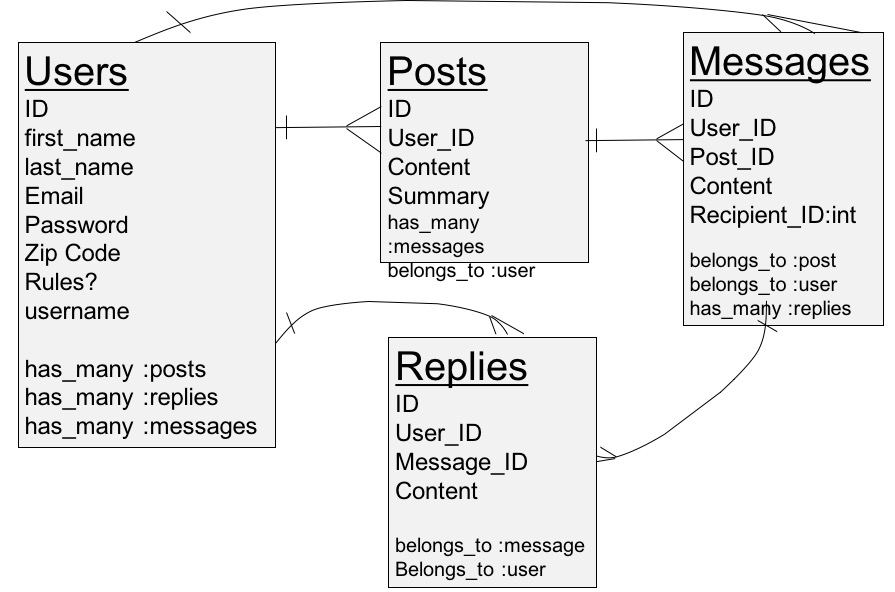 Users
ID
first_name
last_name
Email
Password
Zip Code
Rules?
username
has_many :posts
has_many :replies
has_many :messages
Posts
ID
User_ID
Content
Summary
has_many
:messages
belongs_to :user
Messages
ID
User_ID
Post_ID
Content
Recipient_ID:int
belongs_to :post
belongs_to :user
has_many :replies
Replies
ID
User_ID
Message_ID
Content
belongs_to :message
Belongs_to :user